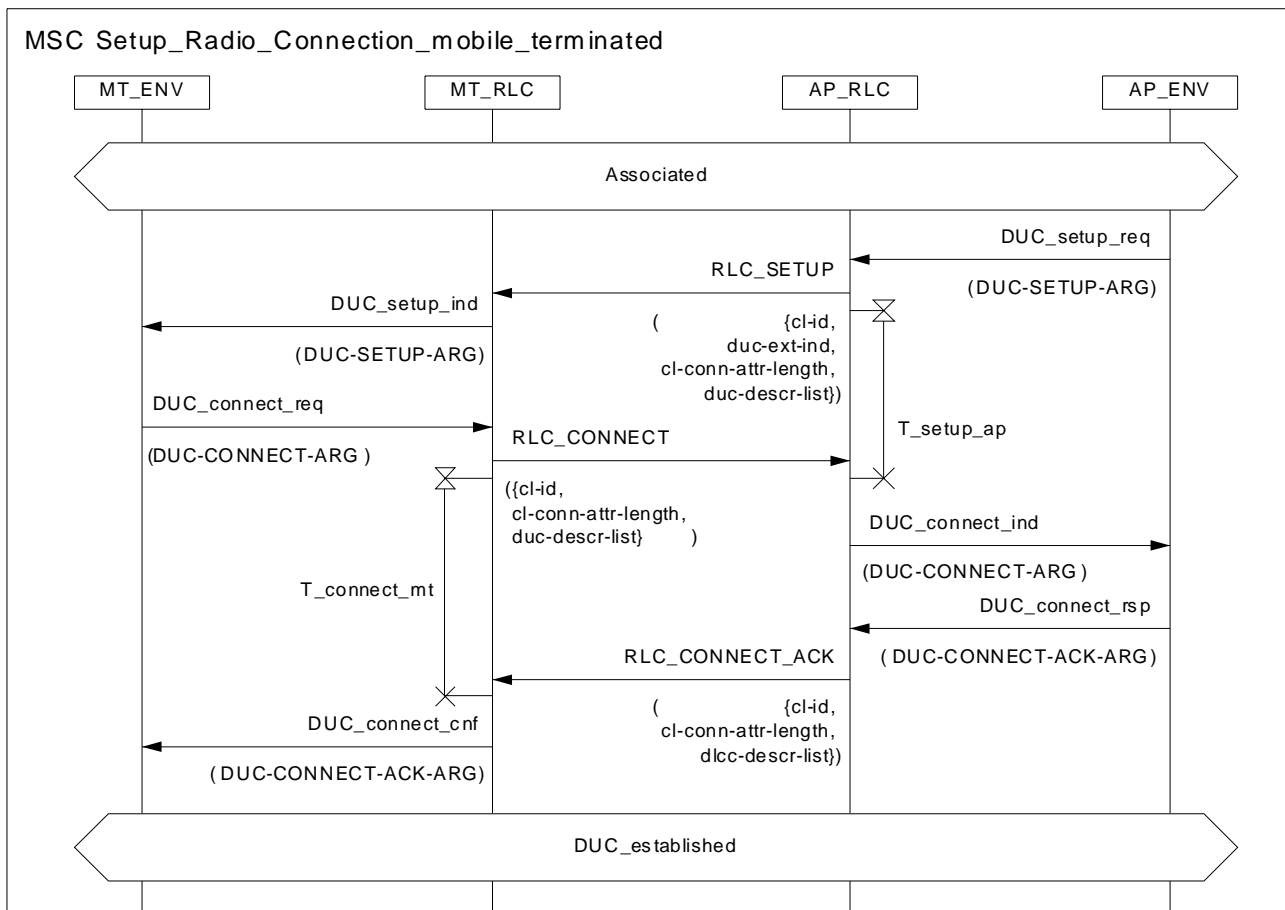 MSC Setup_Radio_Connection_mobile_terminated
MT_ENV
MT_RLC
AP_RLC
AP_ENV
Associated
DUC_setup_req
RLC_SETUP
(DUC-SETUP-ARG)
DUC_setup_ind
( {cl-id,
duc-ext-ind,
cl-conn-attr-length,
duc-descr-list})
(DUC-SETUP-ARG)
DUC_connect_req
T_setup_ap
RLC_CONNECT
(DUC-CONNECT-ARG )
({cl-id,
cl-conn-attr-length,
duc-descr-list} )
DUC_connect_ind
(DUC-CONNECT-ARG )
T_connect_mt
DUC_connect_rsp
RLC_CONNECT_ACK
( DUC-CONNECT-ACK-ARG)
( {cl-id,
cl-conn-attr-length,
dlcc-descr-list})
DUC_connect_cnf
( DUC-CONNECT-ACK-ARG)
DUC_established